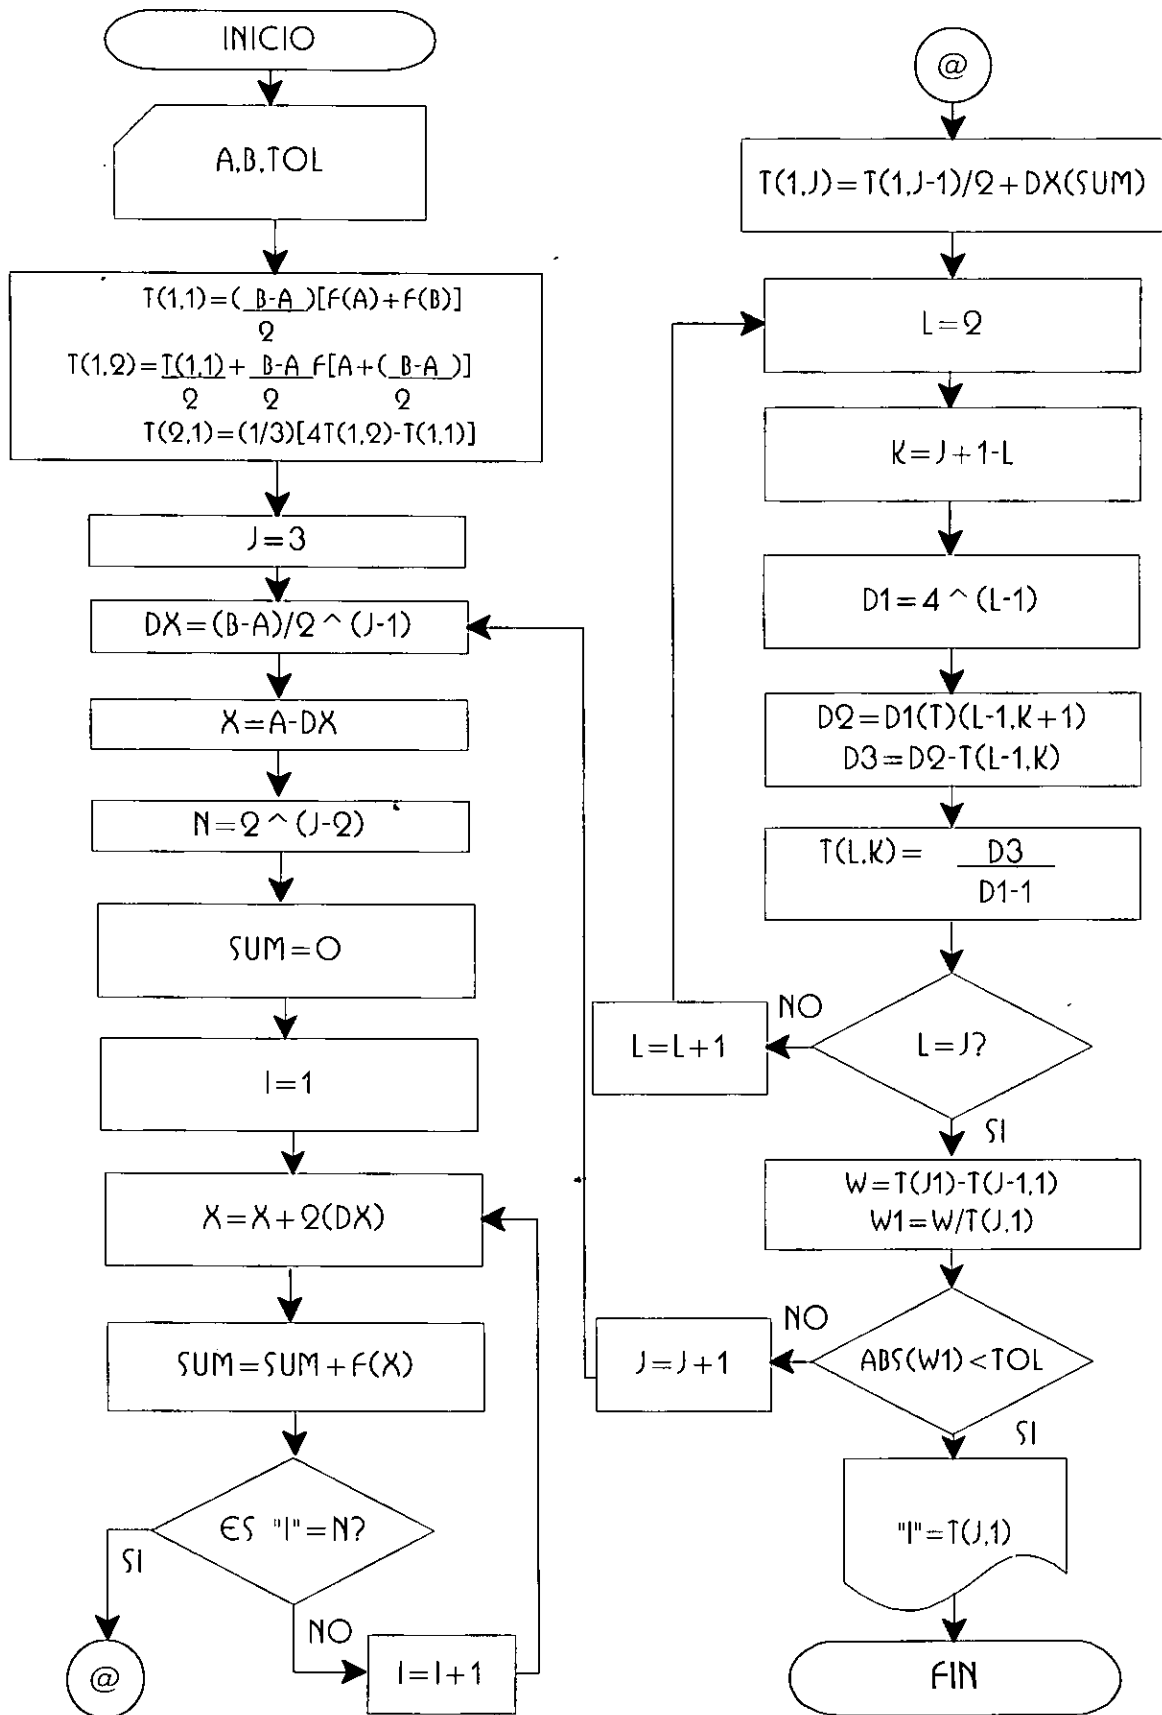 INICIO
A,B,TOL
T(1,1)=(B-A)[F(A)+F(B)]
2
T(1,2)=T(1,1)+B-A F[A+(B-A)]
2 2 2
T(2,1)=(1/3)[4T(1,2)-T(1,1)]
J=3
DX=(B-A)/2^(J-1)
X=A-DX
N=2^(J-2)
SUM=O
I=1
X=X+2(DX)
SUM=SUM+F(X)
ES "I"=N?
SI
NO
I=I+1
@
@
T(1,J)=T(1,J-1)/2+DX(SUM)
L=2
K=J+1-L
D1=4^(L-1)
D2=D1(T)(L-1,K+1)
D3=D2-T(L-1,K)
T(L,K)= D3
D1-1
NO
L=L+1
L=J?
SI
W=T(J1)-T(J-1,1)
W1=W/T(J,1)
NO
J=J+1
ABS(W1)<TOL
SI
"I"=T(J,1)
FIN